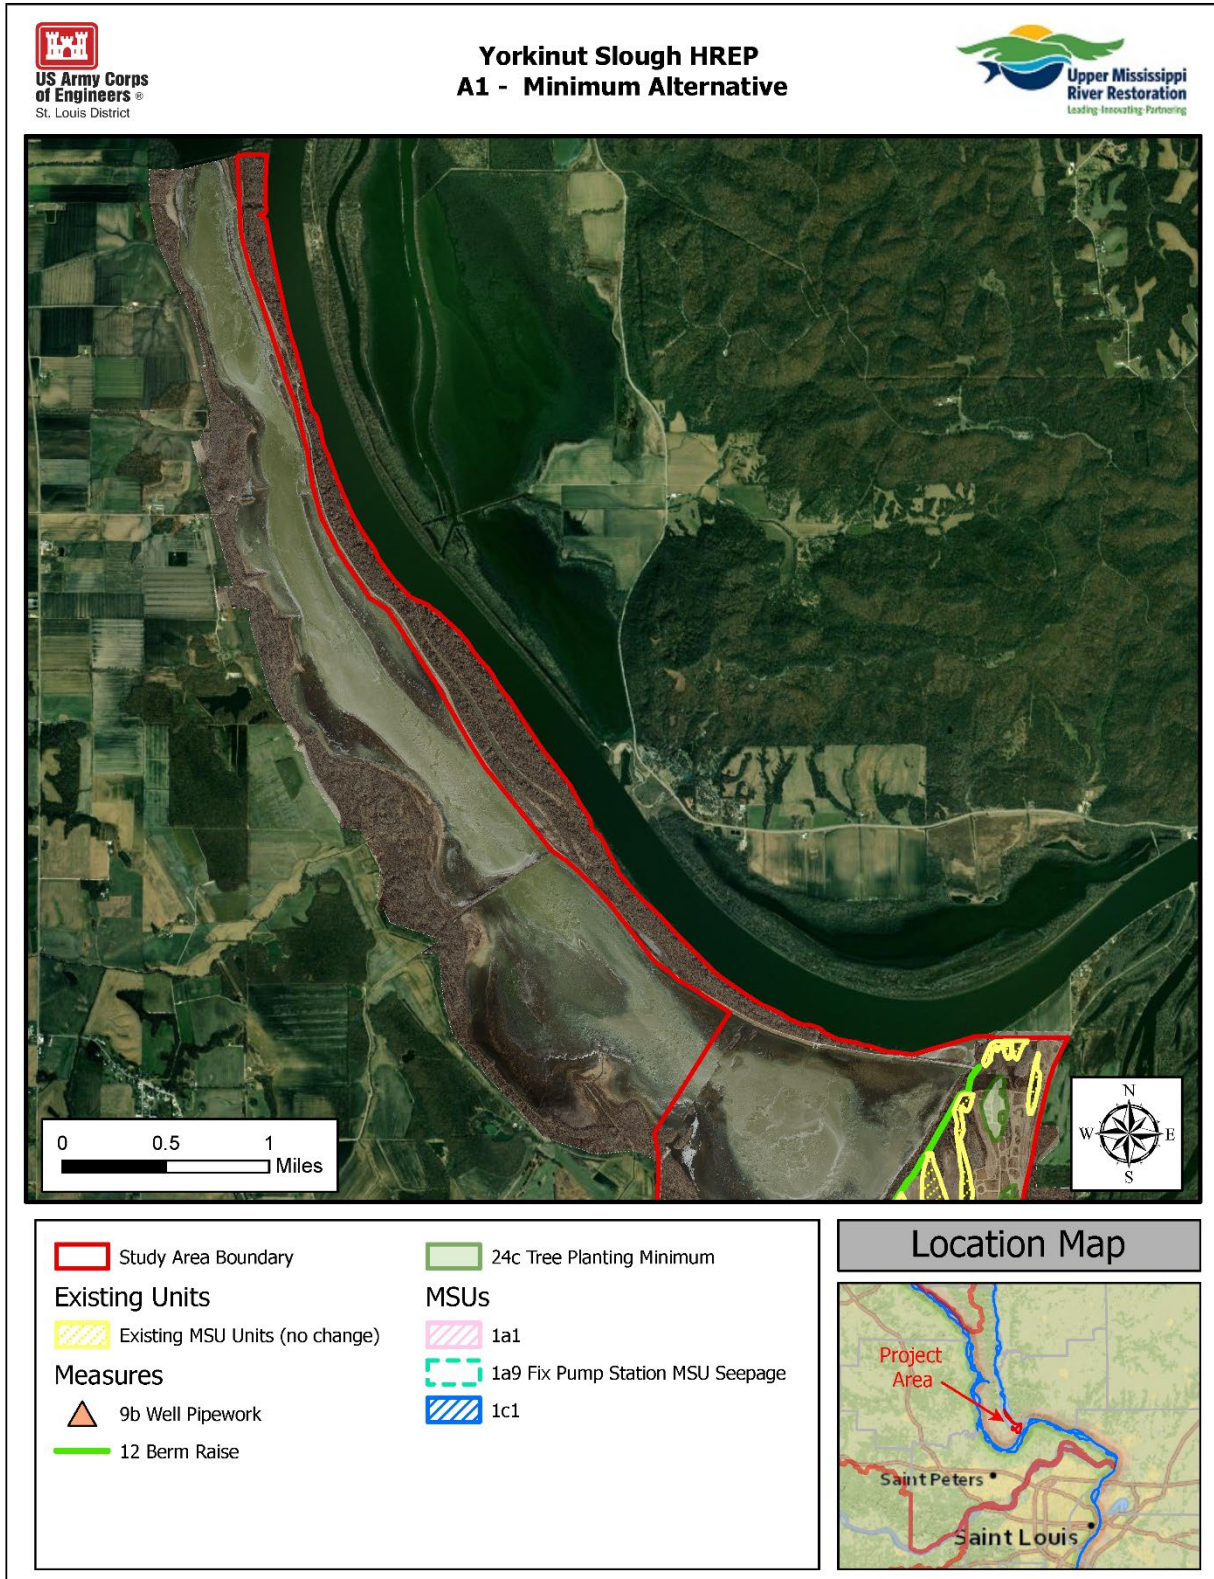 US Army Corps
of Engineers ®
St. Louis District
Yorkinut Slough HREP
A1 - Minimum Alternative
Upper Mississippi
River Restoration
Leading-Innovating-Partnering
0 0.5 1
Miles
N
W E
S
Study Area Boundary
Existing Units
Existing MSU Units (no change)
Measures
9b Well Pipework
12 Berm Raise
24c Tree Planting Minimum
MSUs
1a1
1a9 Fix Pump Station MSU Seepage
1c1
Location Map
Project
Area
Saint Peters
Saint Louis